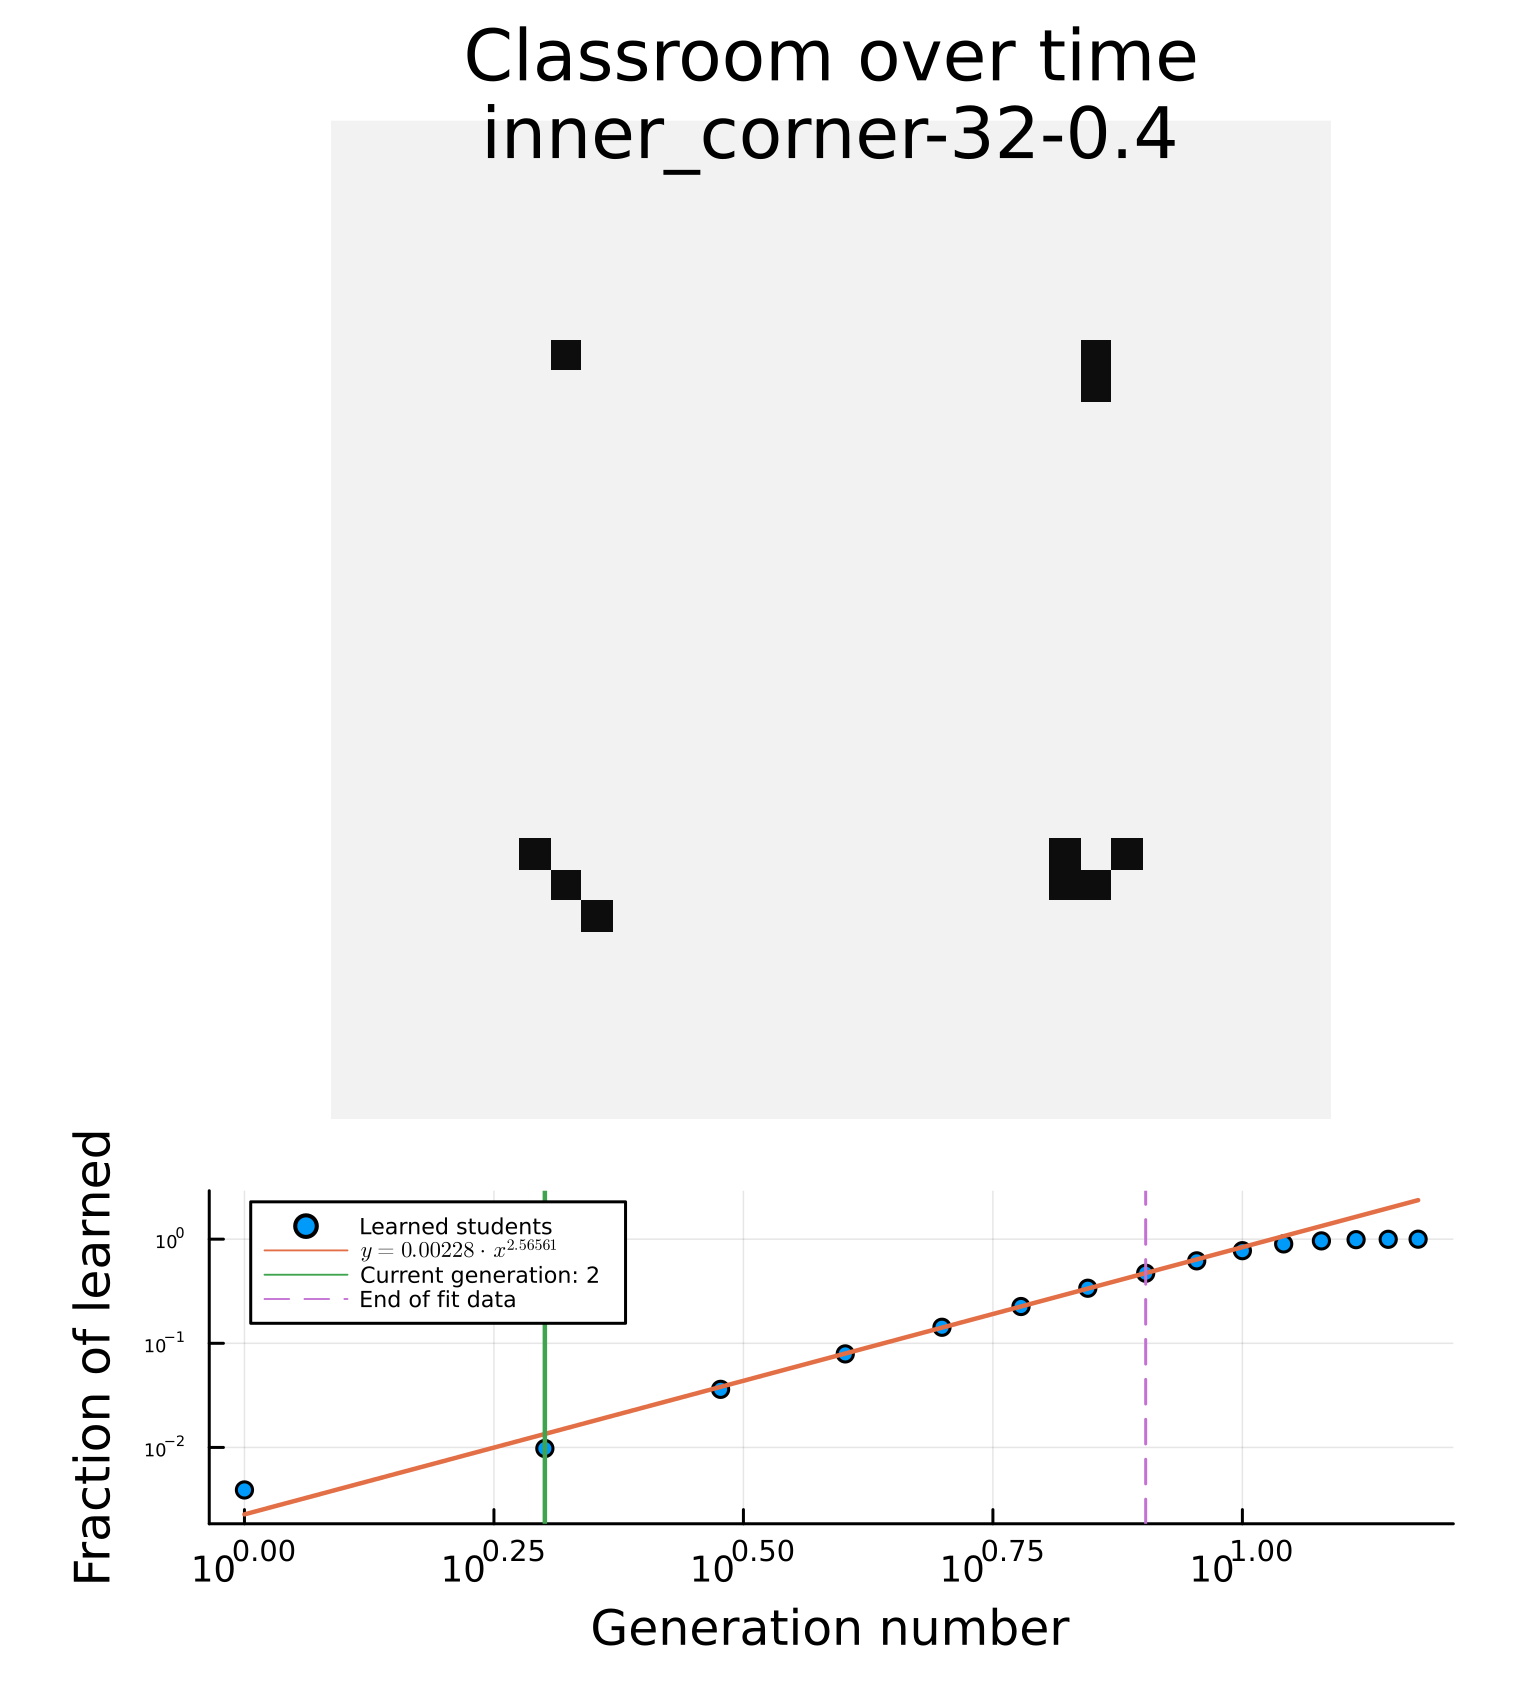 Classroom over time
inner_corner-32-0.4
Fraction of learned
10^0
10^-1
10^-2
Learned students
y = 0.00228 · x^2.56561
Current generation: 2
End of fit data
10^0.00 10^0.25 10^0.50 10^0.75 10^1.00
Generation number